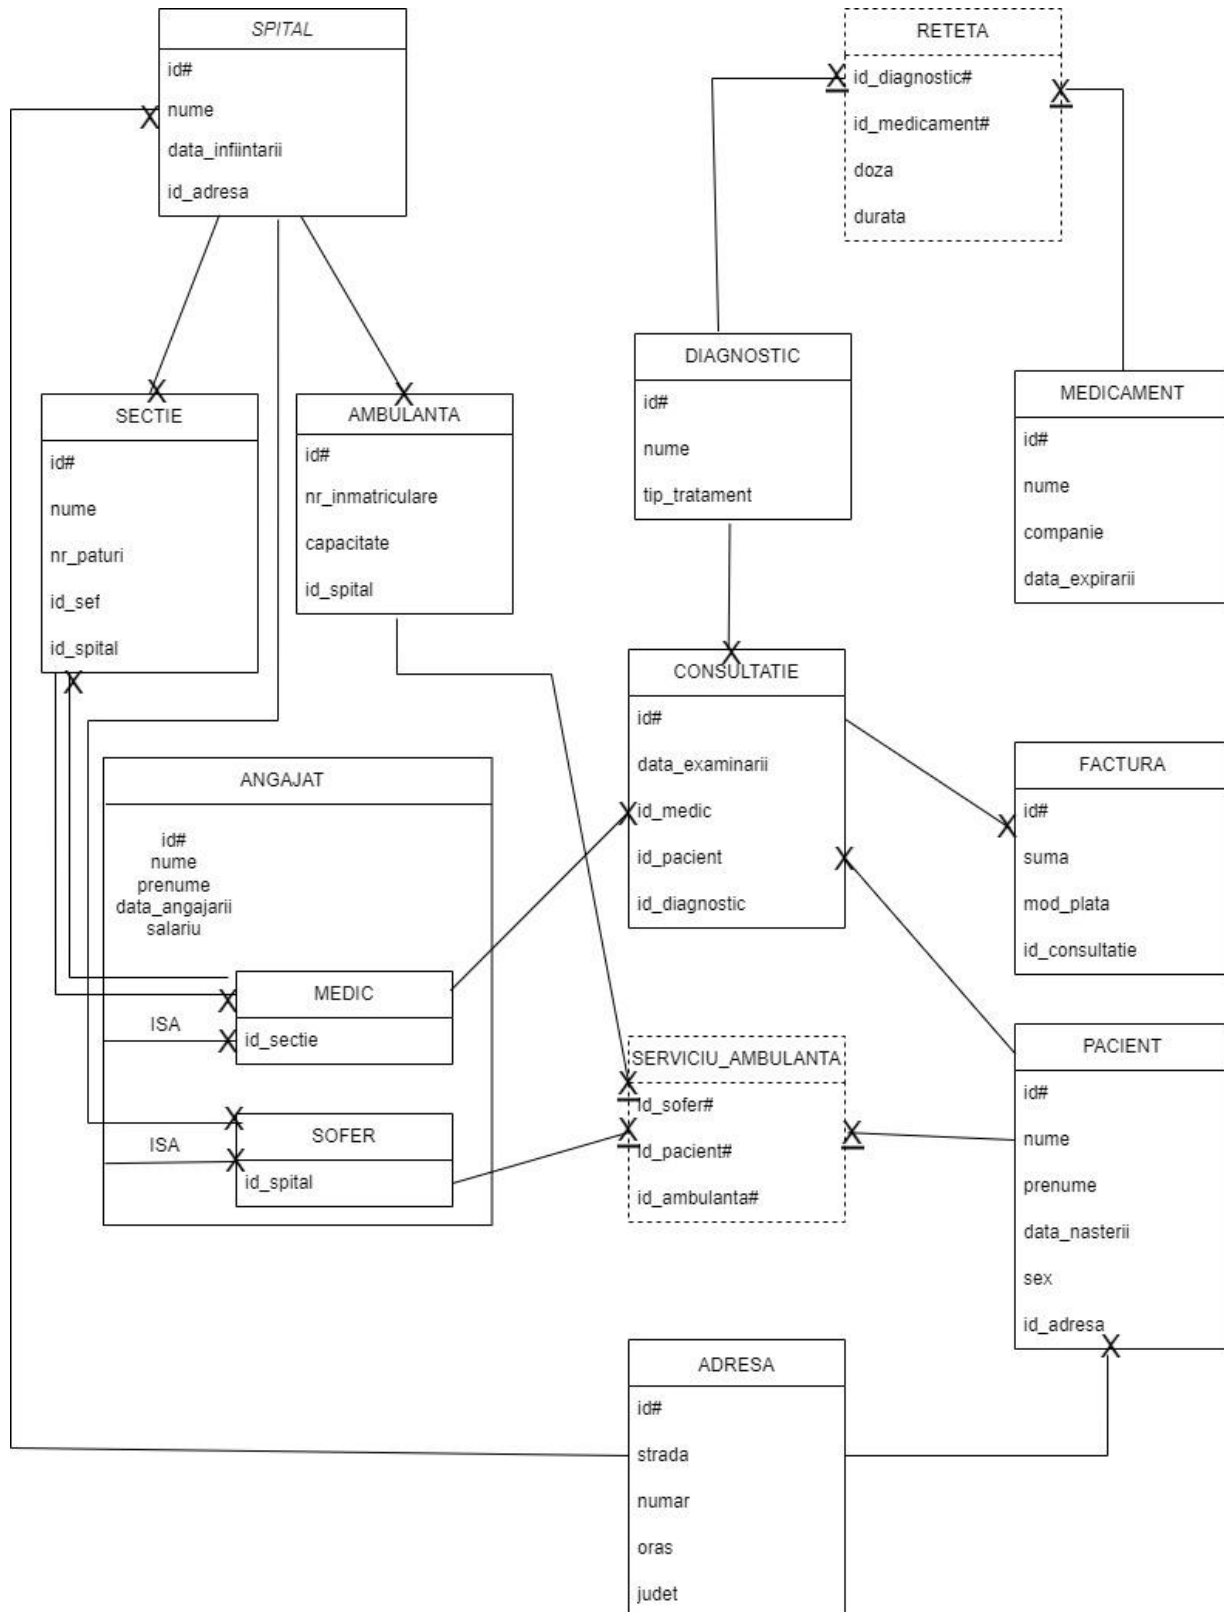 SPITAL
id#
nume
data_infiintarii
id_adresa
RETETA
id_diagnostic#
id_medicament#
doza
durata
SECTIE
id#
nume
nr_paturi
id_sef
id_spital
AMBULANTA
id#
nr_inmatriculare
capacitate
id_spital
DIAGNOSTIC
id#
nume
tip_tratament
MEDICAMENT
id#
nume
companie
data_expirarii
CONSULTATIE
id#
data_examinarii
id_medic
id_pacient
id_diagnostic
FACTURA
id#
suma
mod_plata
id_consultatie
ANGAJAT
id#
nume
prenume
data_angajarii
salariu
MEDIC
ISA
id_sectie
SOFER
ISA
id_spital
SERVICIU_AMBULANTA
id_sofer#
id_pacient#
id_ambulanta#
PACIENT
id#
nume
prenume
data_nasterii
sex
id_adresa
ADRESA
id#
strada
numar
oras
judet